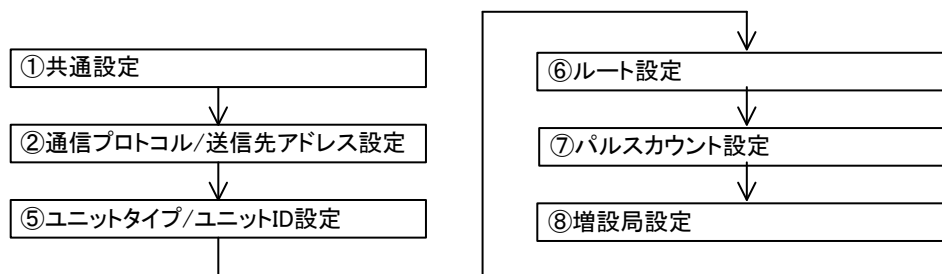 ①共通設定
②通信プロトコル/送信先アドレス設定
⑤ユニットタイプ/ユニットID設定
⑥ルート設定
⑦パルスカウント設定
⑧増設局設定